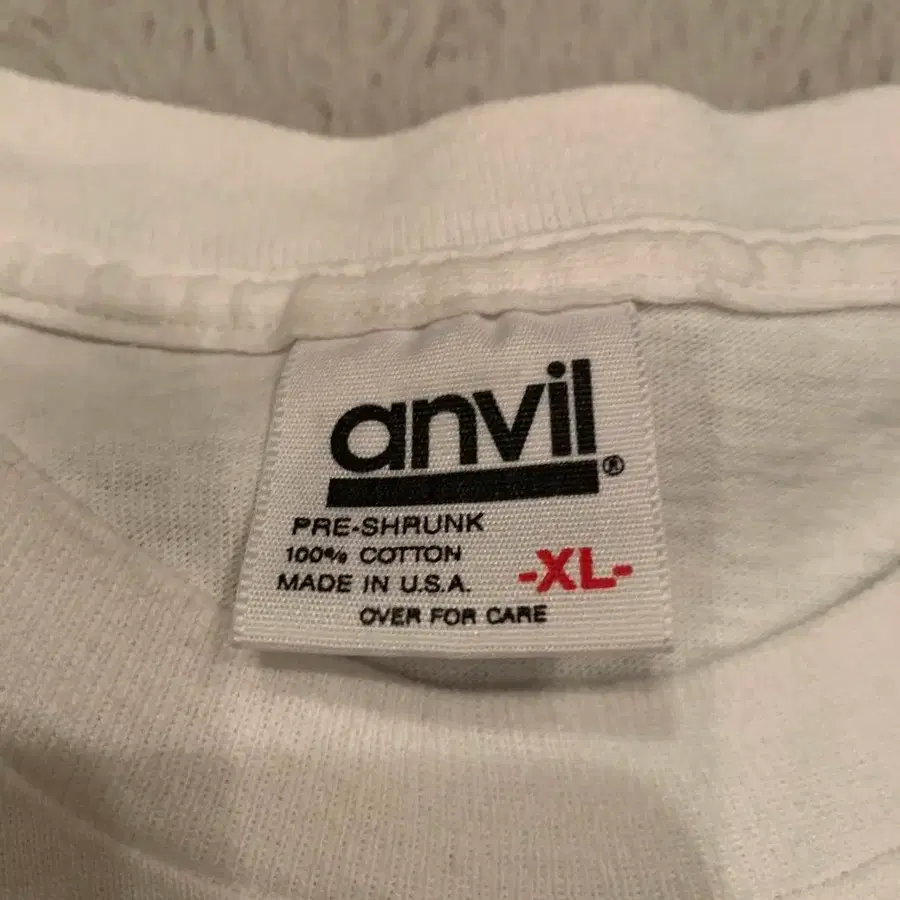 anvil®
PRE-SHRUNK
100% COTTON
MADE IN U.S.A.
-XL-
OVER FOR CARE